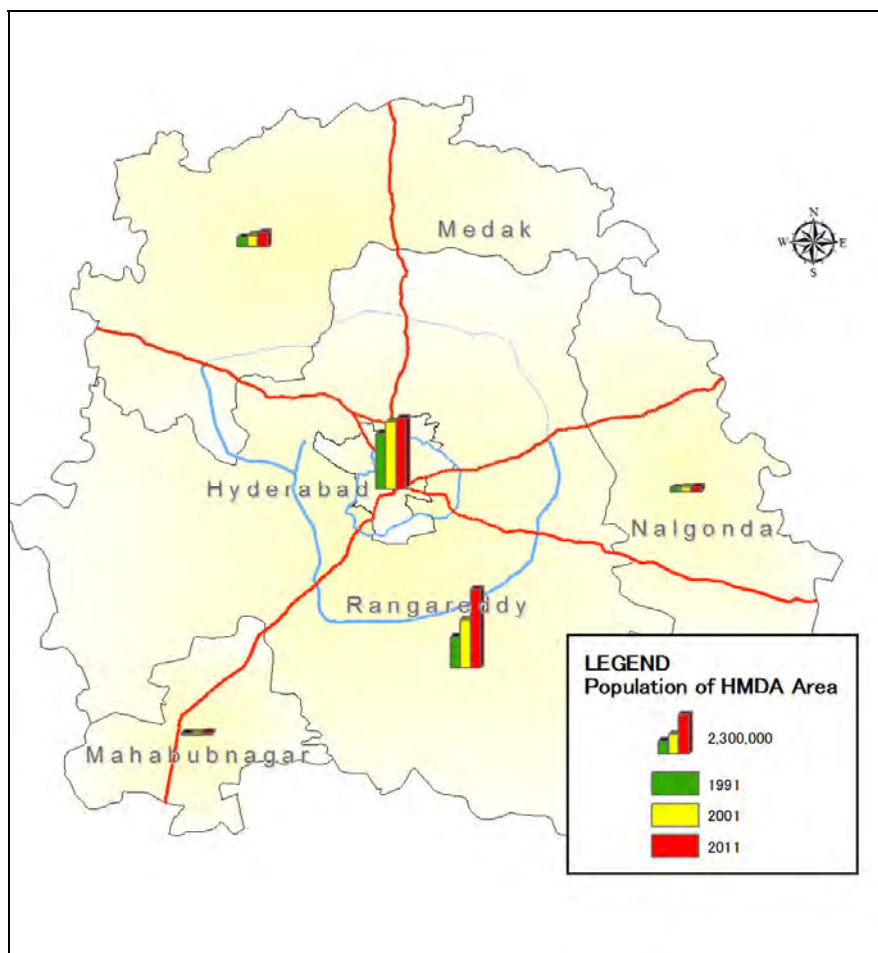 Medak
N
W E
S
Hyderabad
Nalgonda
Rangareddy
Mahabubnagar
LEGEND
Population of HMDA Area
2,300,000
1991
2001
2011